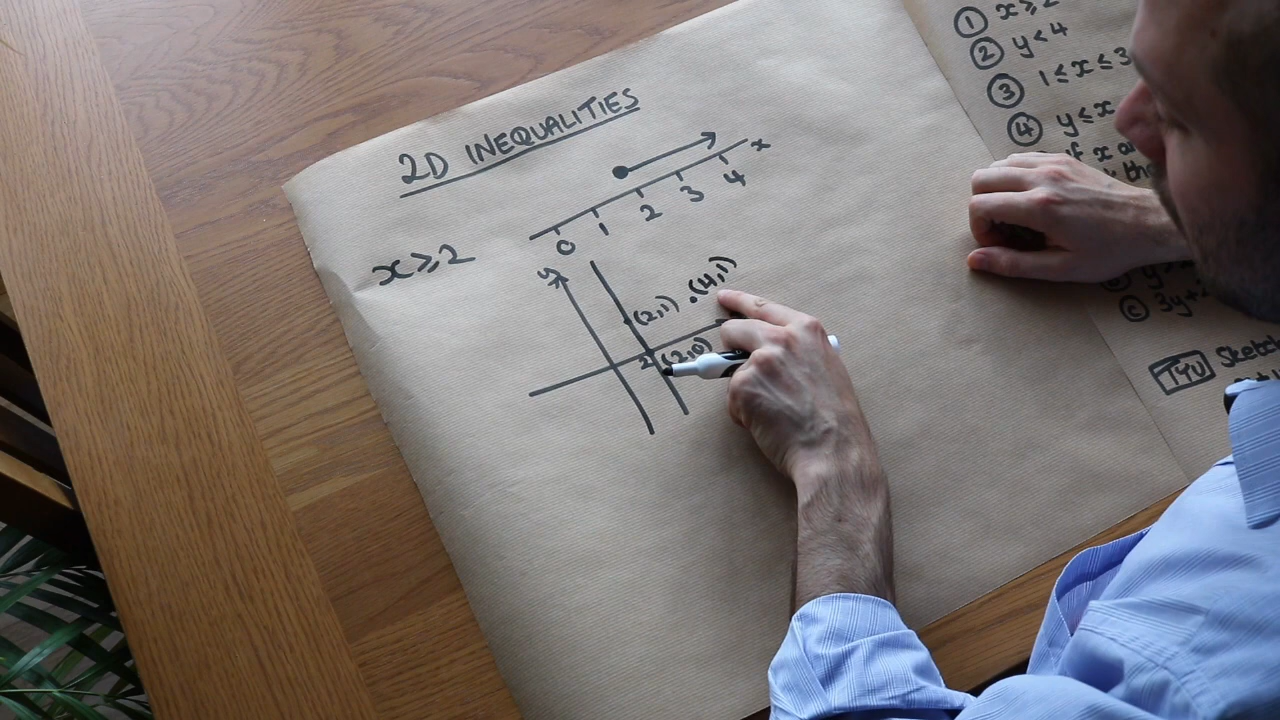 2D INEQUALITIES
x
0 1 2 3 4
x ≥ 2
y
(4,1)
(2,1)
2 (2,0)
① x ≥ 2
② y < 4
③ 1 ≤ x ≤ 3
④ y ≤ x
if x
y >
ⓒ 3y +
TYU Sketch